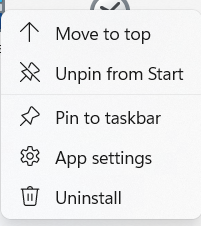 Move to top
Unpin from Start
Pin to taskbar
App settings
Uninstall